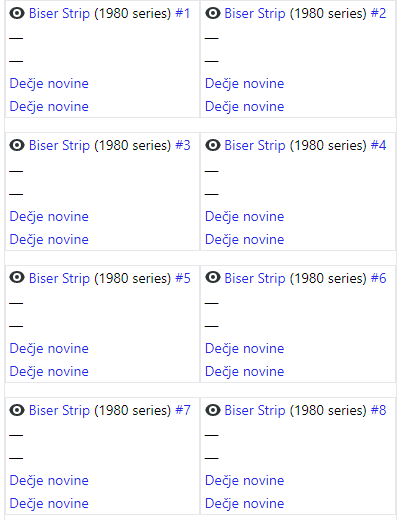 Biser Strip (1980 series) #1
—
—
Dečje novine
Dečje novine
Biser Strip (1980 series) #2
—
—
Dečje novine
Dečje novine
Biser Strip (1980 series) #3
—
—
Dečje novine
Dečje novine
Biser Strip (1980 series) #4
—
—
Dečje novine
Dečje novine
Biser Strip (1980 series) #5
—
—
Dečje novine
Dečje novine
Biser Strip (1980 series) #6
—
—
Dečje novine
Dečje novine
Biser Strip (1980 series) #7
—
—
Dečje novine
Dečje novine
Biser Strip (1980 series) #8
—
—
Dečje novine
Dečje novine